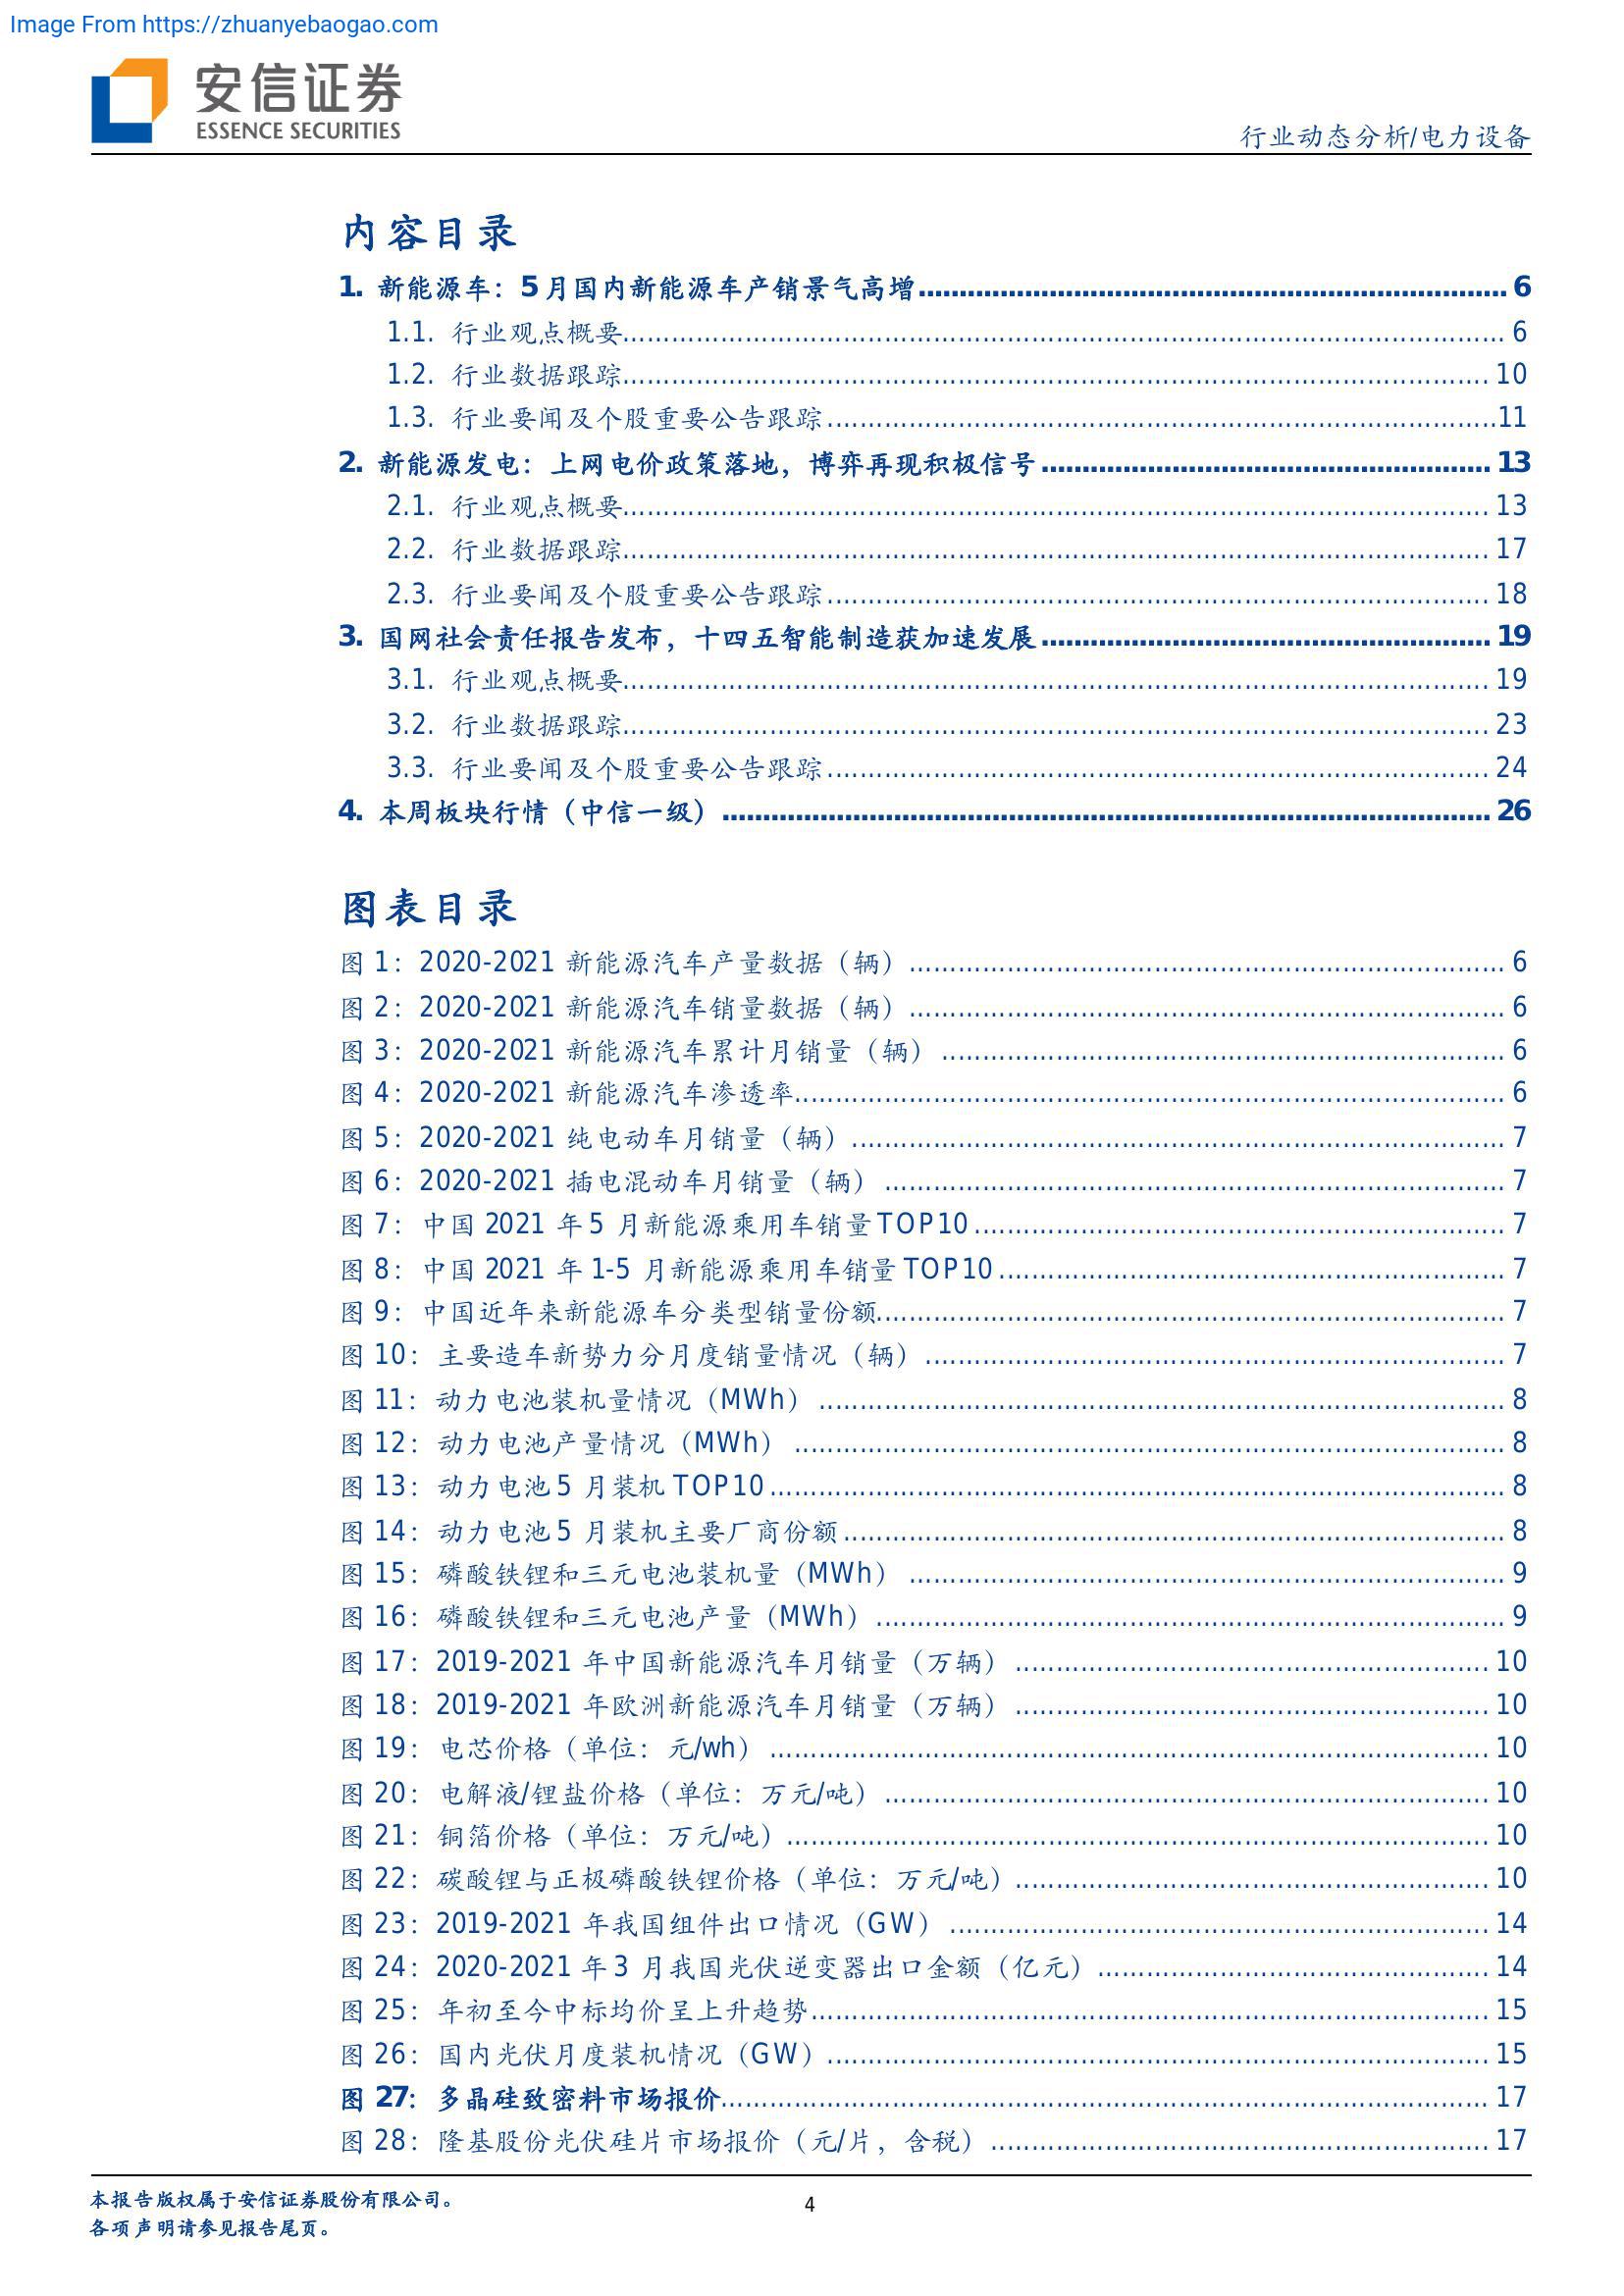 Image From https://zhuanyebaogao.com
安信证券
ESSENCE SECURITIES
行业动态分析/电力设备
内容目录
1. 新能源车：5月国内新能源车产销景气高增 6
1.1. 行业观点概要 6
1.2. 行业数据跟踪 10
1.3. 行业要闻及个股重要公告跟踪 11
2. 新能源发电：上网电价政策落地，博弈再现积极信号 13
2.1. 行业观点概要 13
2.2. 行业数据跟踪 17
2.3. 行业要闻及个股重要公告跟踪 18
3. 国网社会责任报告发布，十四五智能制造获加速发展 19
3.1. 行业观点概要 19
3.2. 行业数据跟踪 23
3.3. 行业要闻及个股重要公告跟踪 24
4. 本周板块行情（中信一级） 26
图表目录
图 1：2020-2021 新能源汽车产量数据（辆） 6
图 2：2020-2021 新能源汽车销量数据（辆） 6
图 3：2020-2021 新能源汽车累计月销量（辆） 6
图 4：2020-2021 新能源汽车渗透率 6
图 5：2020-2021 纯电动车月销量（辆） 7
图 6：2020-2021 插电混动车月销量（辆） 7
图 7：中国 2021 年 5 月新能源乘用车销量 TOP10 7
图 8：中国 2021 年 1-5 月新能源乘用车销量 TOP10 7
图 9：中国近年来新能源车分类型销量份额 7
图 10：主要造车新势力分月度销量情况（辆） 7
图 11：动力电池装机量情况（MWh） 8
图 12：动力电池产量情况（MWh） 8
图 13：动力电池 5 月装机 TOP10 8
图 14：动力电池 5 月装机主要厂商份额 8
图 15：磷酸铁锂和三元电池装机量（MWh） 9
图 16：磷酸铁锂和三元电池产量（MWh） 9
图 17：2019-2021 年中国新能源汽车月销量（万辆） 10
图 18：2019-2021 年欧洲新能源汽车月销量（万辆） 10
图 19：电芯价格（单位：元/wh） 10
图 20：电解液/锂盐价格（单位：万元/吨） 10
图 21：铜箔价格（单位：万元/吨） 10
图 22：碳酸锂与正极磷酸铁锂价格（单位：万元/吨） 10
图 23：2019-2021 年我国组件出口情况（GW） 14
图 24：2020-2021 年 3 月我国光伏逆变器出口金额（亿元） 14
图 25：年初至今中标均价呈上升趋势 15
图 26：国内光伏月度装机情况（GW） 15
图 27：多晶硅致密料市场报价 17
图 28：隆基股份光伏硅片市场报价（元/片，含税） 17
本报告版权属于安信证券股份有限公司。
4
各项声明请参见报告尾页。